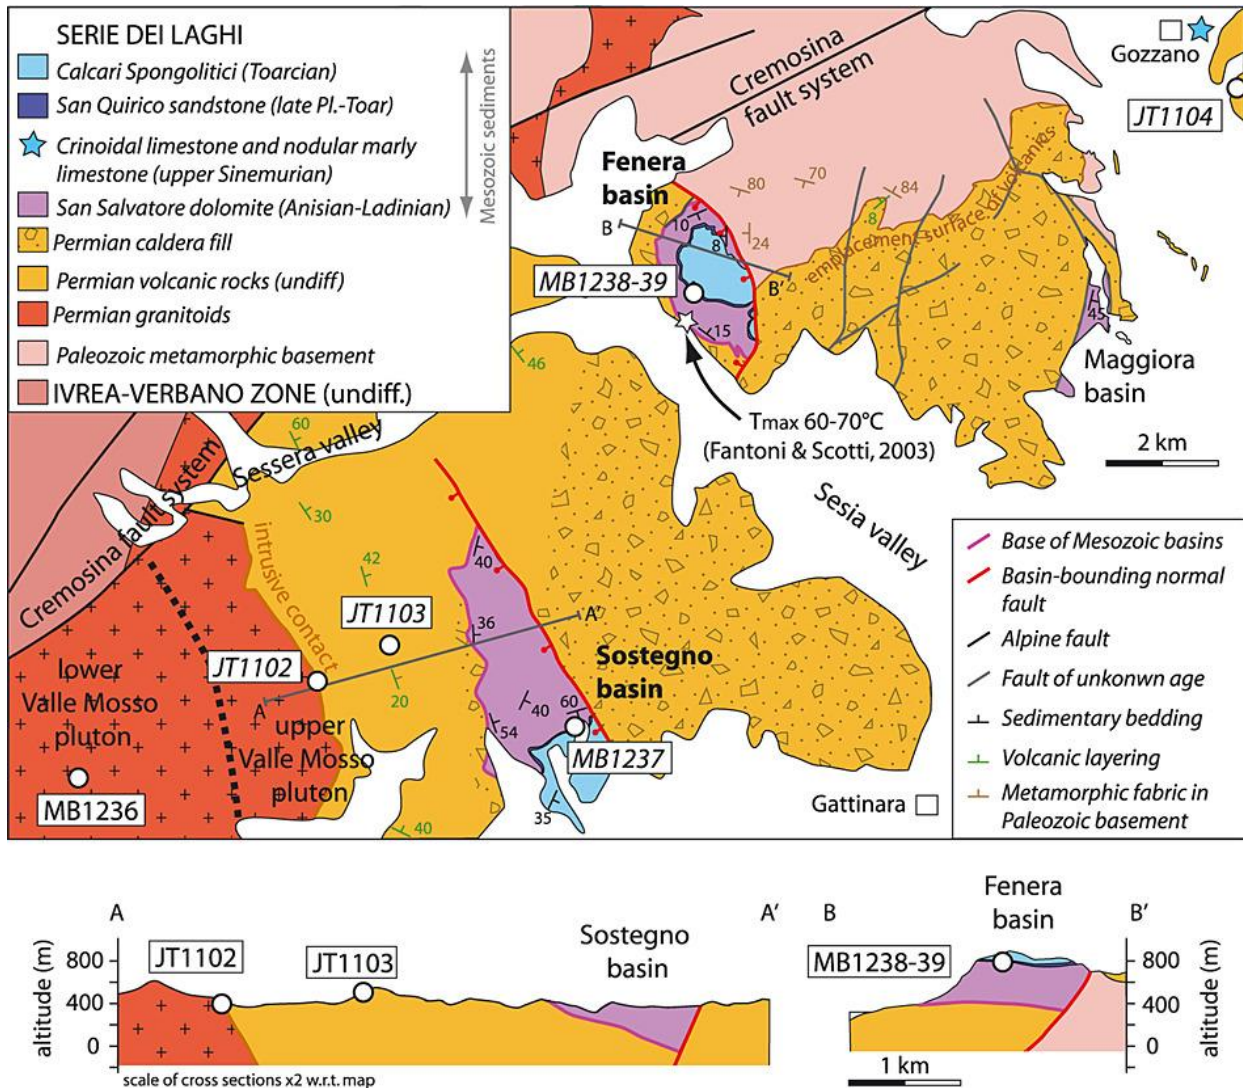 SERIE DEI LAGHI
Calcari Spongolitici (Toarcian)
San Quirico sandstone (late Pl.-Toar)
Crinoidal limestone and nodular marly
limestone (upper Sinemurian)
San Salvatore dolomite (Anisian-Ladinian)
Mesozoic sediments
Permian caldera fill
Permian volcanic rocks (undiff)
Permian granitoids
Paleozoic metamorphic basement
IVREA-VERBANO ZONE (undiff.)
Cremosina
fault system
Gozzano
JT1104
Fenera
basin
80
70
84
8
24
emplacement surface of volcanics
B
10
8
B'
MB1238-39
15
45
Maggiora
basin
Tmax 60-70°C
(Fantoni & Scotti, 2003)
2 km
46
60
Sessera valley
Cremosina fault system
30
intrusive contact
42
40
Sesia valley
JT1103
36
A'
JT1102
A
20
Sostegno
basin
lower
Valle Mosso
pluton
upper
Valle Mosso
pluton
40
60
54
MB1237
MB1236
35
40
Gattinara
Base of Mesozoic basins
Basin-bounding normal
fault
Alpine fault
Fault of unkonwn age
Sedimentary bedding
Volcanic layering
Metamorphic fabric in
Paleozoic basement
A
A'
B
B'
altitude (m)
800
400
0
JT1102
JT1103
Sostegno
basin
scale of cross sections x2 w.r.t. map
Fenera
basin
MB1238-39
800
400
0
altitude (m)
1 km